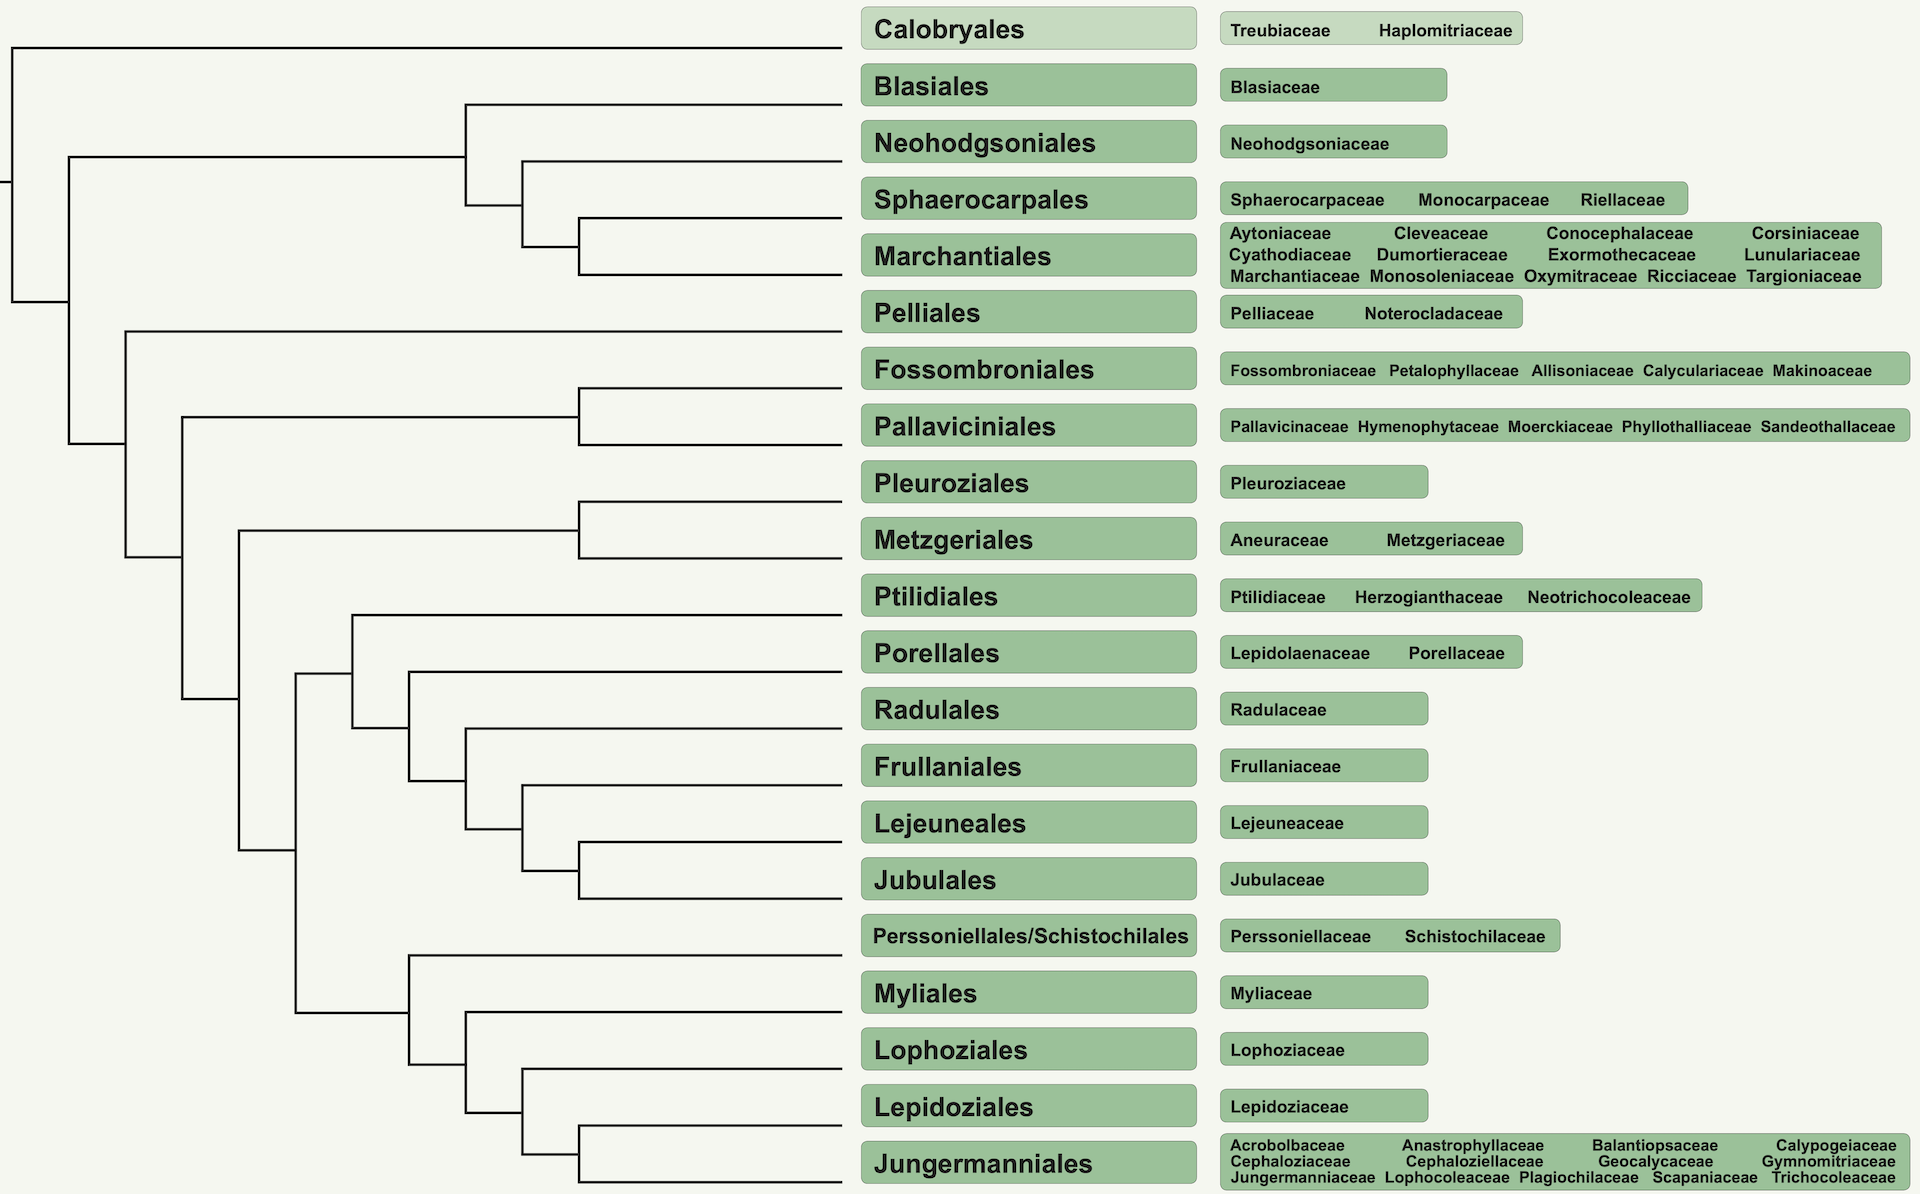 Calobryales Treubiaceae Haplomitriaceae
Blasiales Blasiaceae
Neohodgsoniales Neohodgsoniaceae
Sphaerocarpales Sphaerocarpaceae Monocarpaceae Riellaceae
Marchantiales
Aytoniaceae Cleveaceae Conocephalaceae Corsiniaceae
Cyathodiaceae Dumortieraceae Exormothecaceae Lunulariaceae
Marchantiaceae Monosoleniaceae Oxymitraceae Ricciaceae Targioniaceae
Pelliales Pelliaceae Noterocladaceae
Fossombroniales Fossombroniaceae Petalophyllaceae Allisoniaceae Calyculariaceae Makinoaceae
Pallaviciniales Pallavicinaceae Hymenophytaceae Moerckiaceae Phyllothalliaceae Sandeothallaceae
Pleuroziales Pleuroziaceae
Metzgeriales Aneuraceae Metzgeriaceae
Ptilidiales Ptilidiaceae Herzogianthaceae Neotrichocoleaceae
Porellales Lepidolaenaceae Porellaceae
Radulales Radulaceae
Frullaniales Frullaniaceae
Lejeuneales Lejeuneaceae
Jubulales Jubulaceae
Perssoniellales/Schistochilales Perssoniellaceae Schistochilaceae
Myliales Myliaceae
Lophoziales Lophoziaceae
Lepidoziales Lepidoziaceae
Jungermanniales
Acrobolbaceae Anastrophyllaceae Balantiopsaceae Calypogeiaceae
Cephaloziaceae Cephaloziellaceae Geocalycaceae Gymnomitriaceae
Jungermanniaceae Lophocoleaceae Plagiochilaceae Scapaniaceae Trichocoleaceae